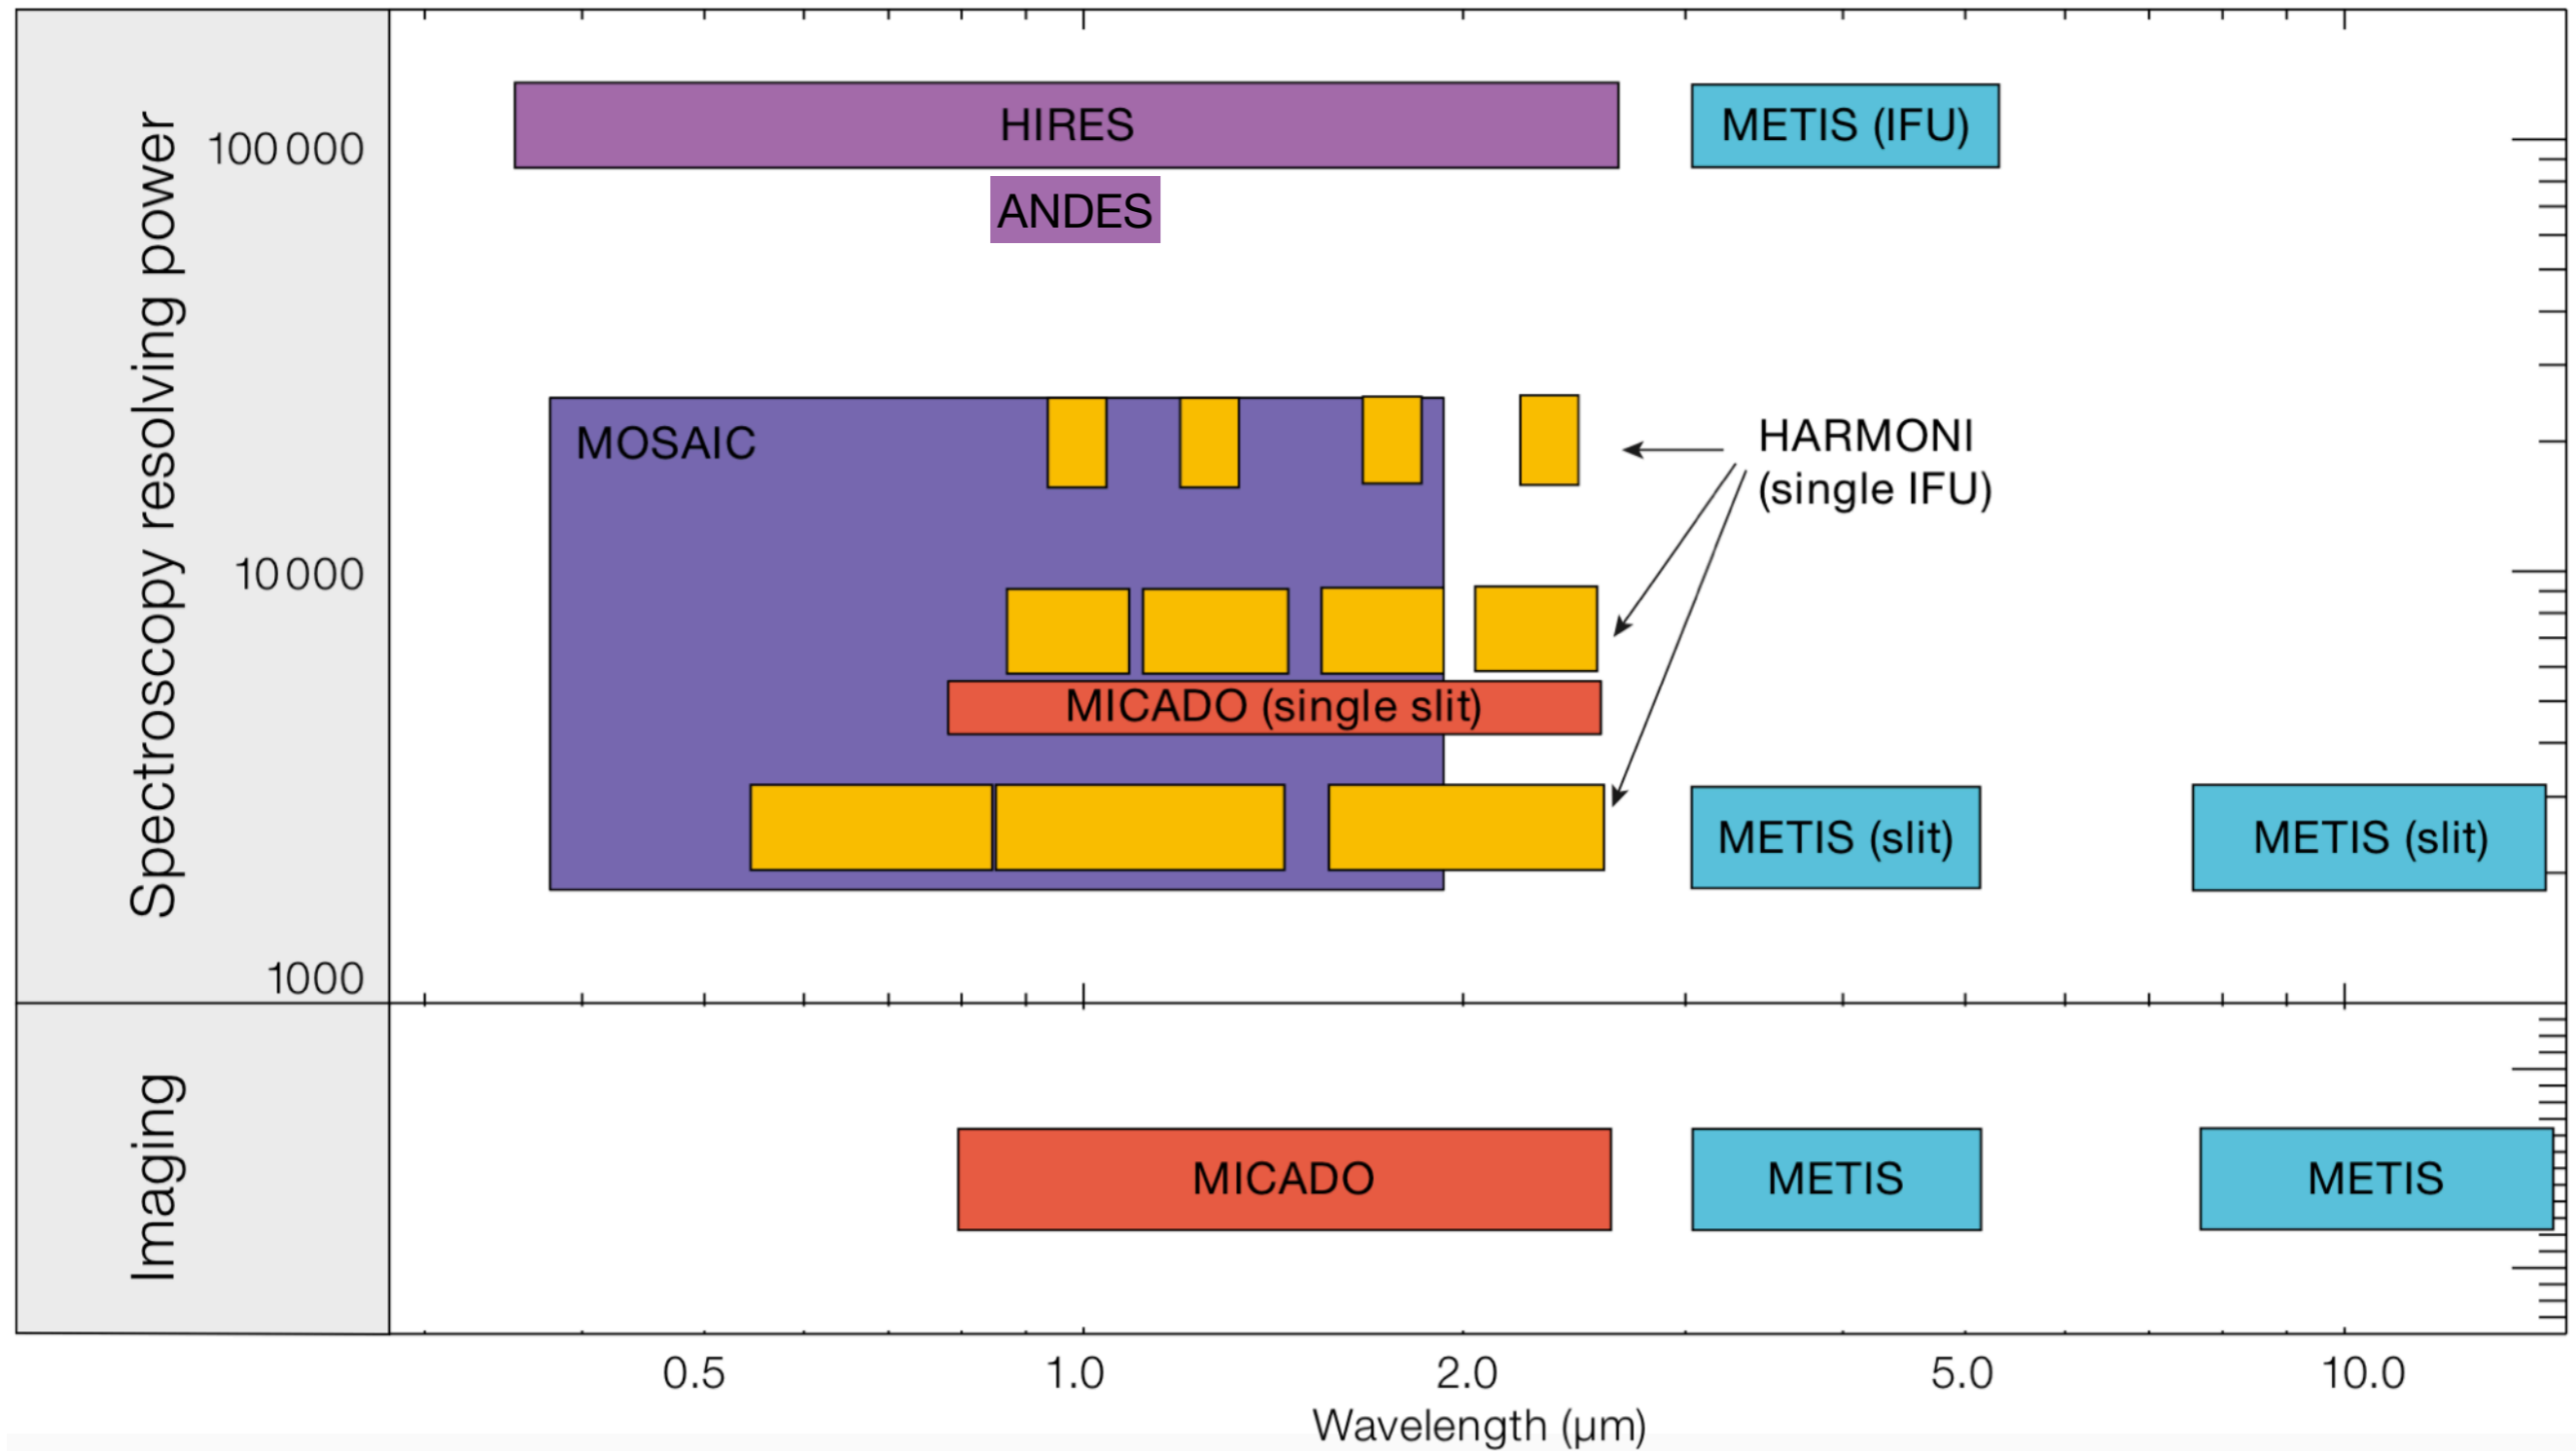 Spectroscopy resolving power
100 000
10 000
1000
HIRES
METIS (IFU)
ANDES
MOSAIC
HARMONI
(single IFU)
MICADO (single slit)
METIS (slit)
METIS (slit)
Imaging
MICADO
METIS
METIS
0.5
1.0
2.0
5.0
10.0
Wavelength (µm)